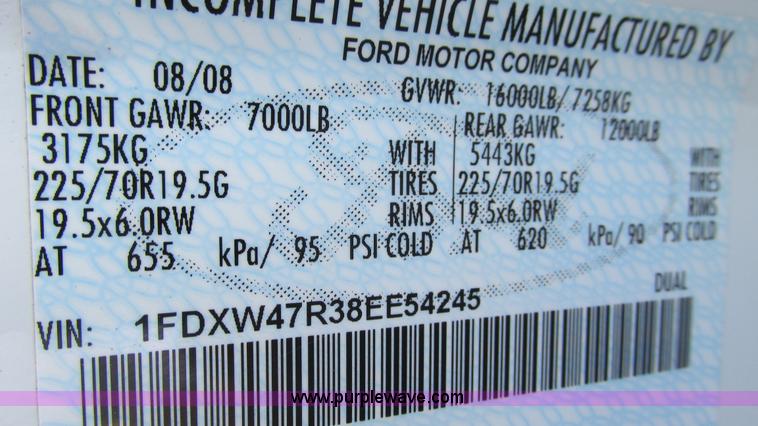 INCOMPLETE VEHICLE MANUFACTURED BY
FORD MOTOR COMPANY
DATE: 08/08 GVWR: 16000LB/ 7258KG
FRONT GAWR: 7000LB REAR GAWR: 12000LB
3175KG WITH 5443KG WITH
225/70R19.5G TIRES 225/70R19.5G TIRES
19.5x6.0RW RIMS 19.5x6.0RW RIMS
AT 655 kPa/ 95 PSI COLD AT 620 kPa/ 90 PSI COLD
DUAL
VIN: 1FDXW47R38EE54245
www.purplewave.com